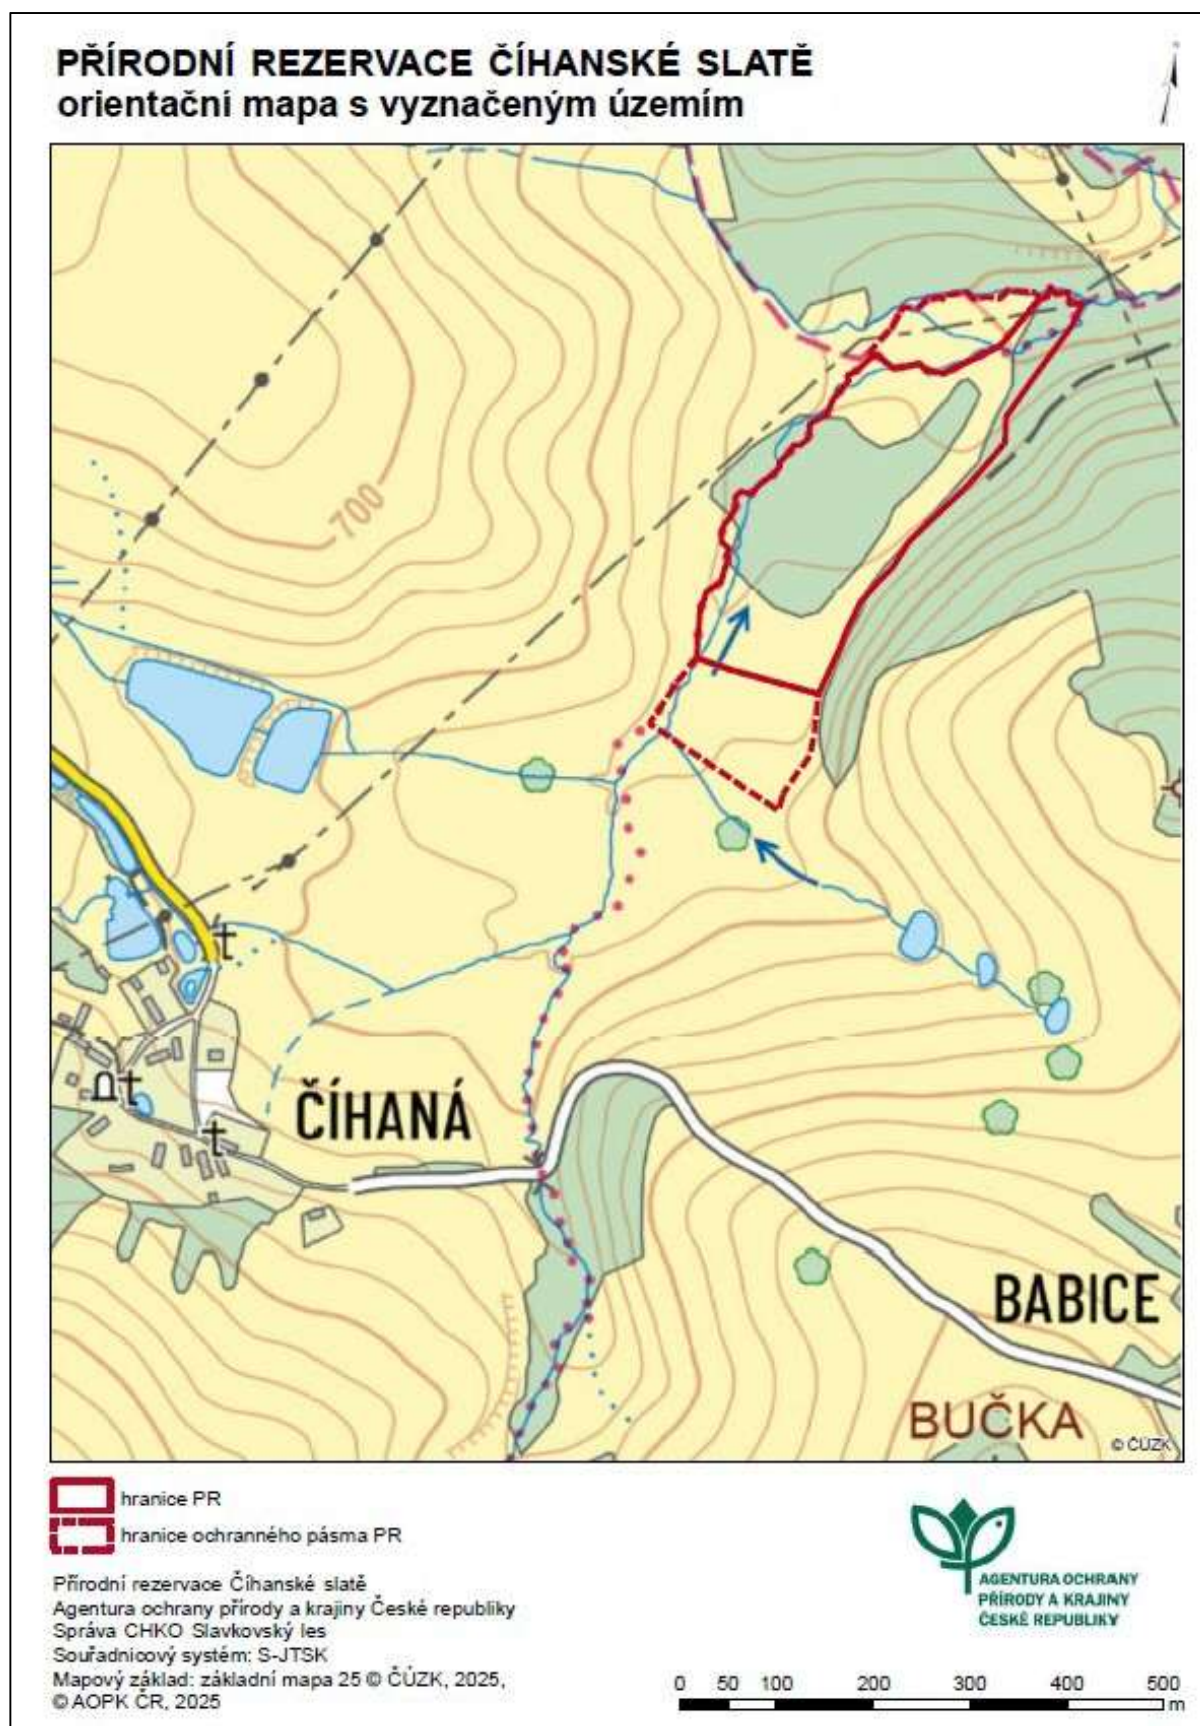 PŘÍRODNÍ REZERVACE ČÍHANSKÉ SLATĚ
orientační mapa s vyznačeným územím
700
ČÍHANÁ
BABICE
BUČKA
© ČÚZK
hranice PR
hranice ochranného pásma PR
Přírodní rezervace Číhanské slatě
Agentura ochrany přírody a krajiny České republiky
Správa CHKO Slavkovský les
Souřadnicový systém: S-JTSK
Mapový základ: základní mapa 25 © ČÚZK, 2025,
© AOPK ČR, 2025
AGENTURA OCHRANY
PŘÍRODY A KRAJINY
ČESKÉ REPUBLIKY
0 50 100 200 300 400 500
m